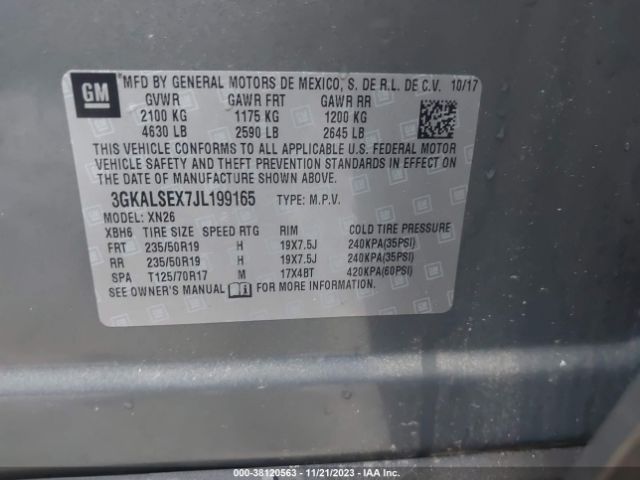 GM
*MFD BY GENERAL MOTORS DE MEXICO, S. DE R.L. DE C.V. 10/17
GVWR GAWR FRT GAWR RR
2100 KG 1175 KG 1200 KG
4630 LB 2590 LB 2645 LB
THIS VEHICLE CONFORMS TO ALL APPLICABLE U.S. FEDERAL MOTOR
VEHICLE SAFETY AND THEFT PREVENTION STANDARDS IN EFFECT ON
THE DATE OF MANUFACTURE SHOWN ABOVE.
3GKALSEX7JL199165 TYPE: M.P.V.
MODEL: XN26
XBH6 TIRE SIZE SPEED RTG RIM COLD TIRE PRESSURE
FRT 235/50R19 H 19X7.5J 240KPA(35PSI)
RR 235/50R19 H 19X7.5J 240KPA(35PSI)
SPA T125/70R17 M 17X4BT 420KPA(60PSI)
SEE OWNER'S MANUAL FOR MORE INFORMATION.
000-38120563 - 11/21/2023 - IAAI.com